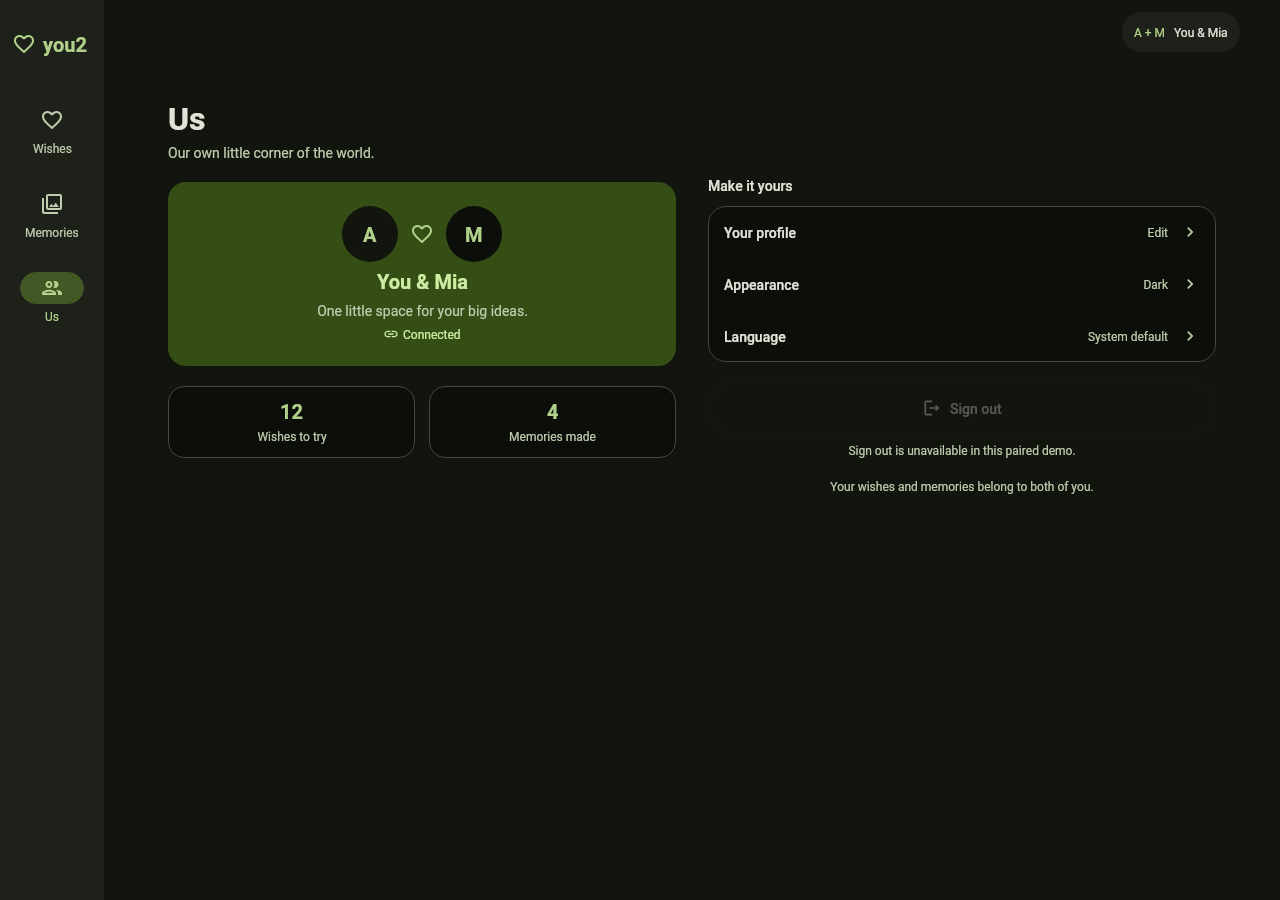 you2
A + M You & Mia
Wishes
Memories
Us
Us
Our own little corner of the world.
A M
You & Mia
One little space for your big ideas.
Connected
12
Wishes to try
4
Memories made
Make it yours
Your profile Edit
Appearance Dark
Language System default
Sign out
Sign out is unavailable in this paired demo.
Your wishes and memories belong to both of you.